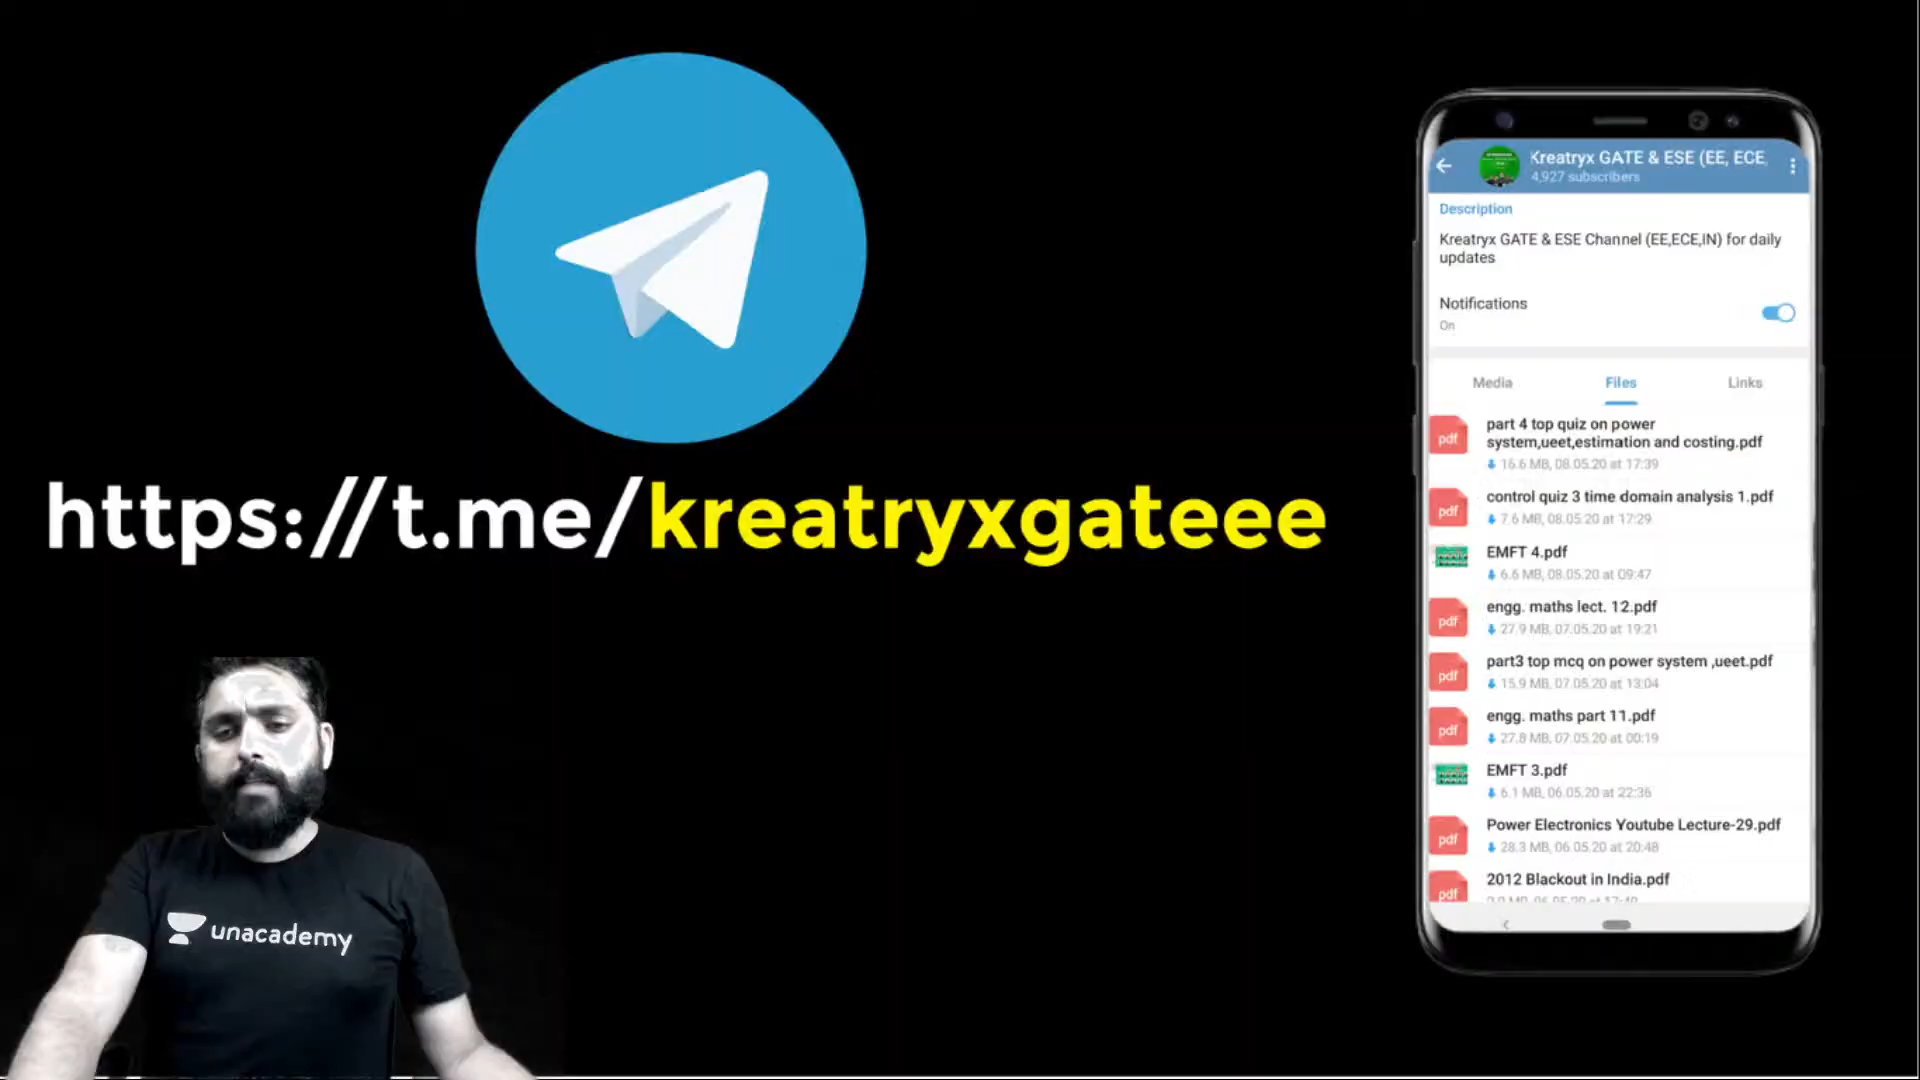 https://t.me/kreatryxgateee
unacademy
Kreatryx GATE & ESE (EE, ECE,
4,927 subscribers
Description
Kreatryx GATE & ESE Channel (EE,ECE,IN) for daily
updates
Notifications
On
Media Files Links
part 4 top quiz on power
system,ueet,estimation and costing.pdf
pdf
16.6 MB, 08.05.20 at 17:39
control quiz 3 time domain analysis 1.pdf
pdf
7.6 MB, 08.05.20 at 17:29
EMFT 4.pdf
6.6 MB, 08.05.20 at 09:47
engg. maths lect. 12.pdf
pdf
27.9 MB, 07.05.20 at 19:21
part3 top mcq on power system ,ueet.pdf
pdf
15.9 MB, 07.05.20 at 13:04
engg. maths part 11.pdf
pdf
27.8 MB, 07.05.20 at 00:19
EMFT 3.pdf
6.1 MB, 06.05.20 at 22:36
Power Electronics Youtube Lecture-29.pdf
pdf
28.3 MB, 06.05.20 at 20:48
2012 Blackout in India.pdf
pdf